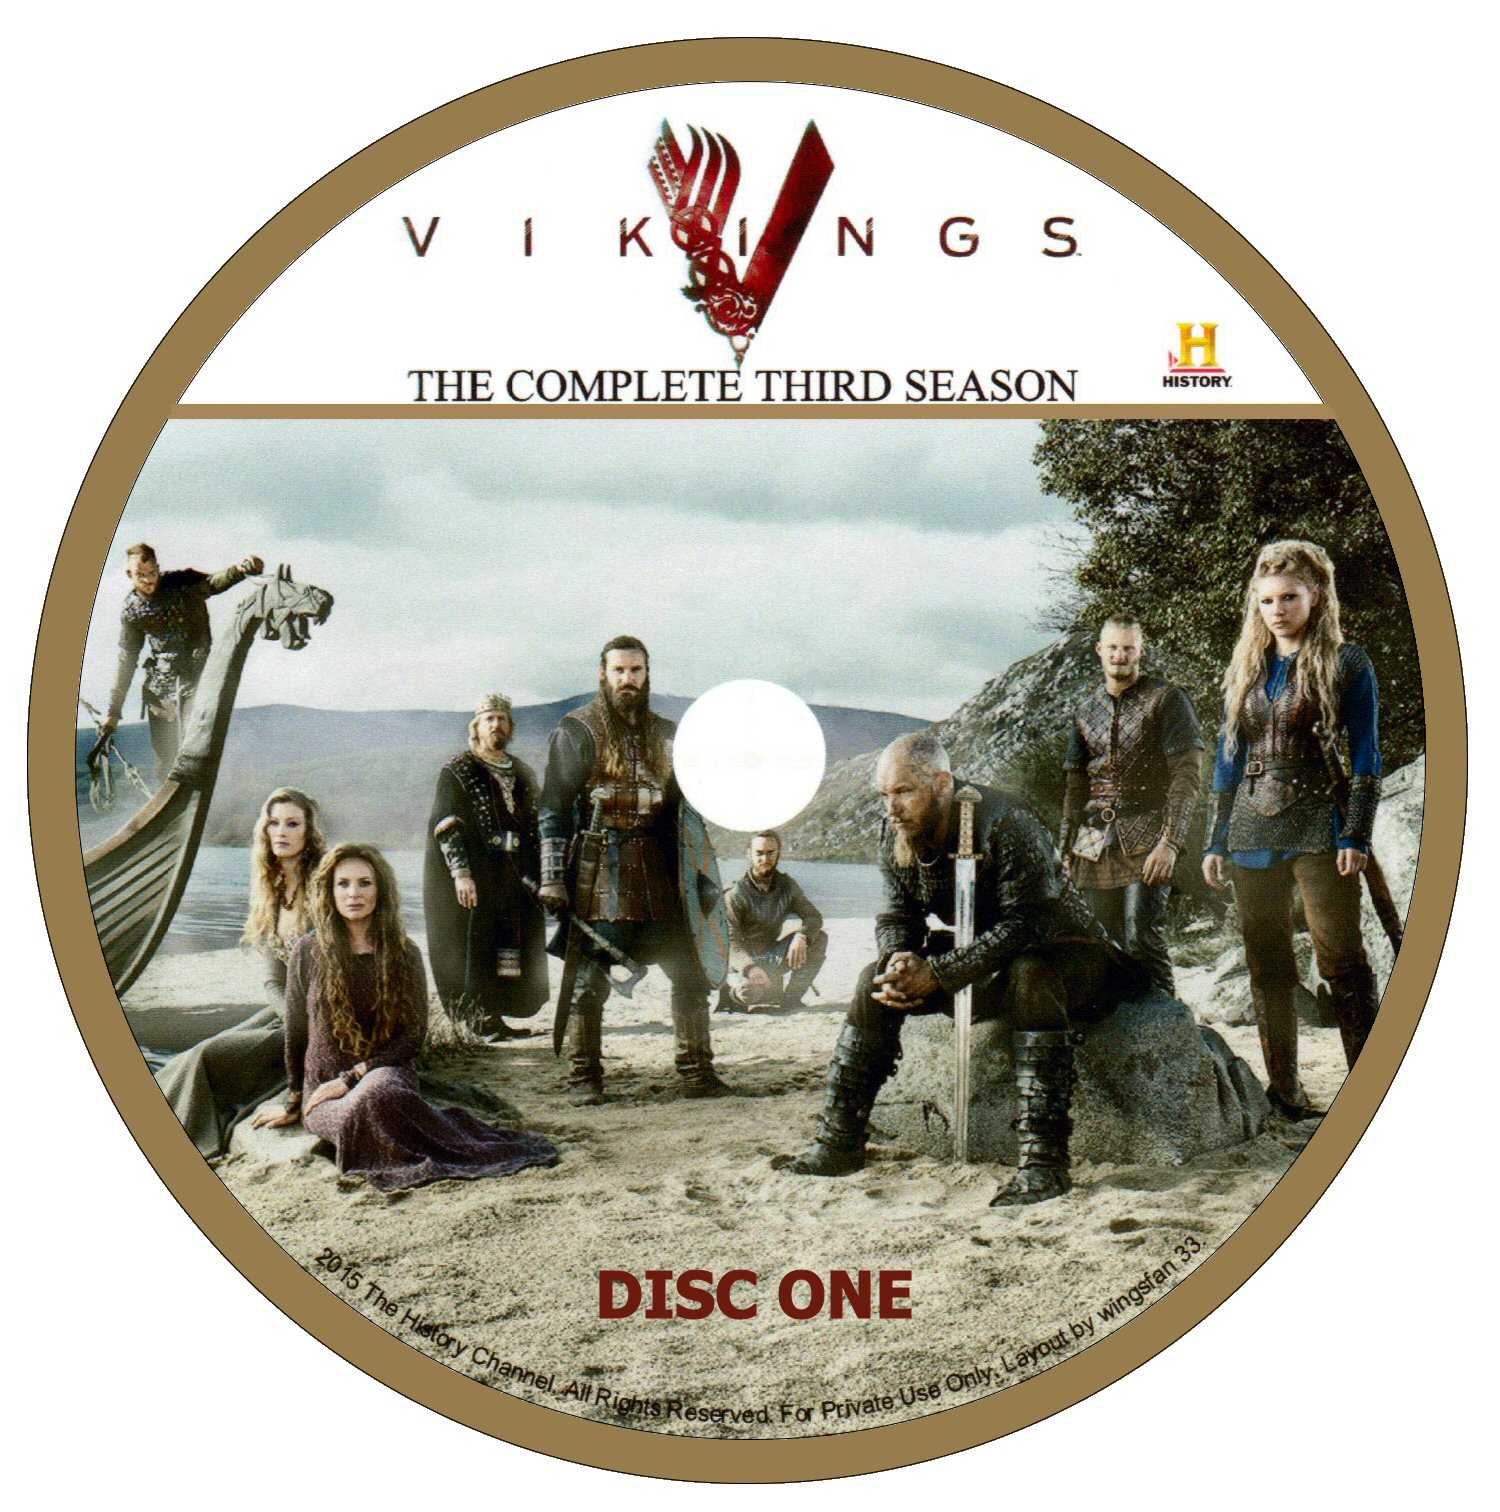 VIKINGS
THE COMPLETE THIRD SEASON
H
HISTORY
DISC ONE
2015 The History Channel. All Rights Reserved. For Private Use Only. Layout by wingsfan 33